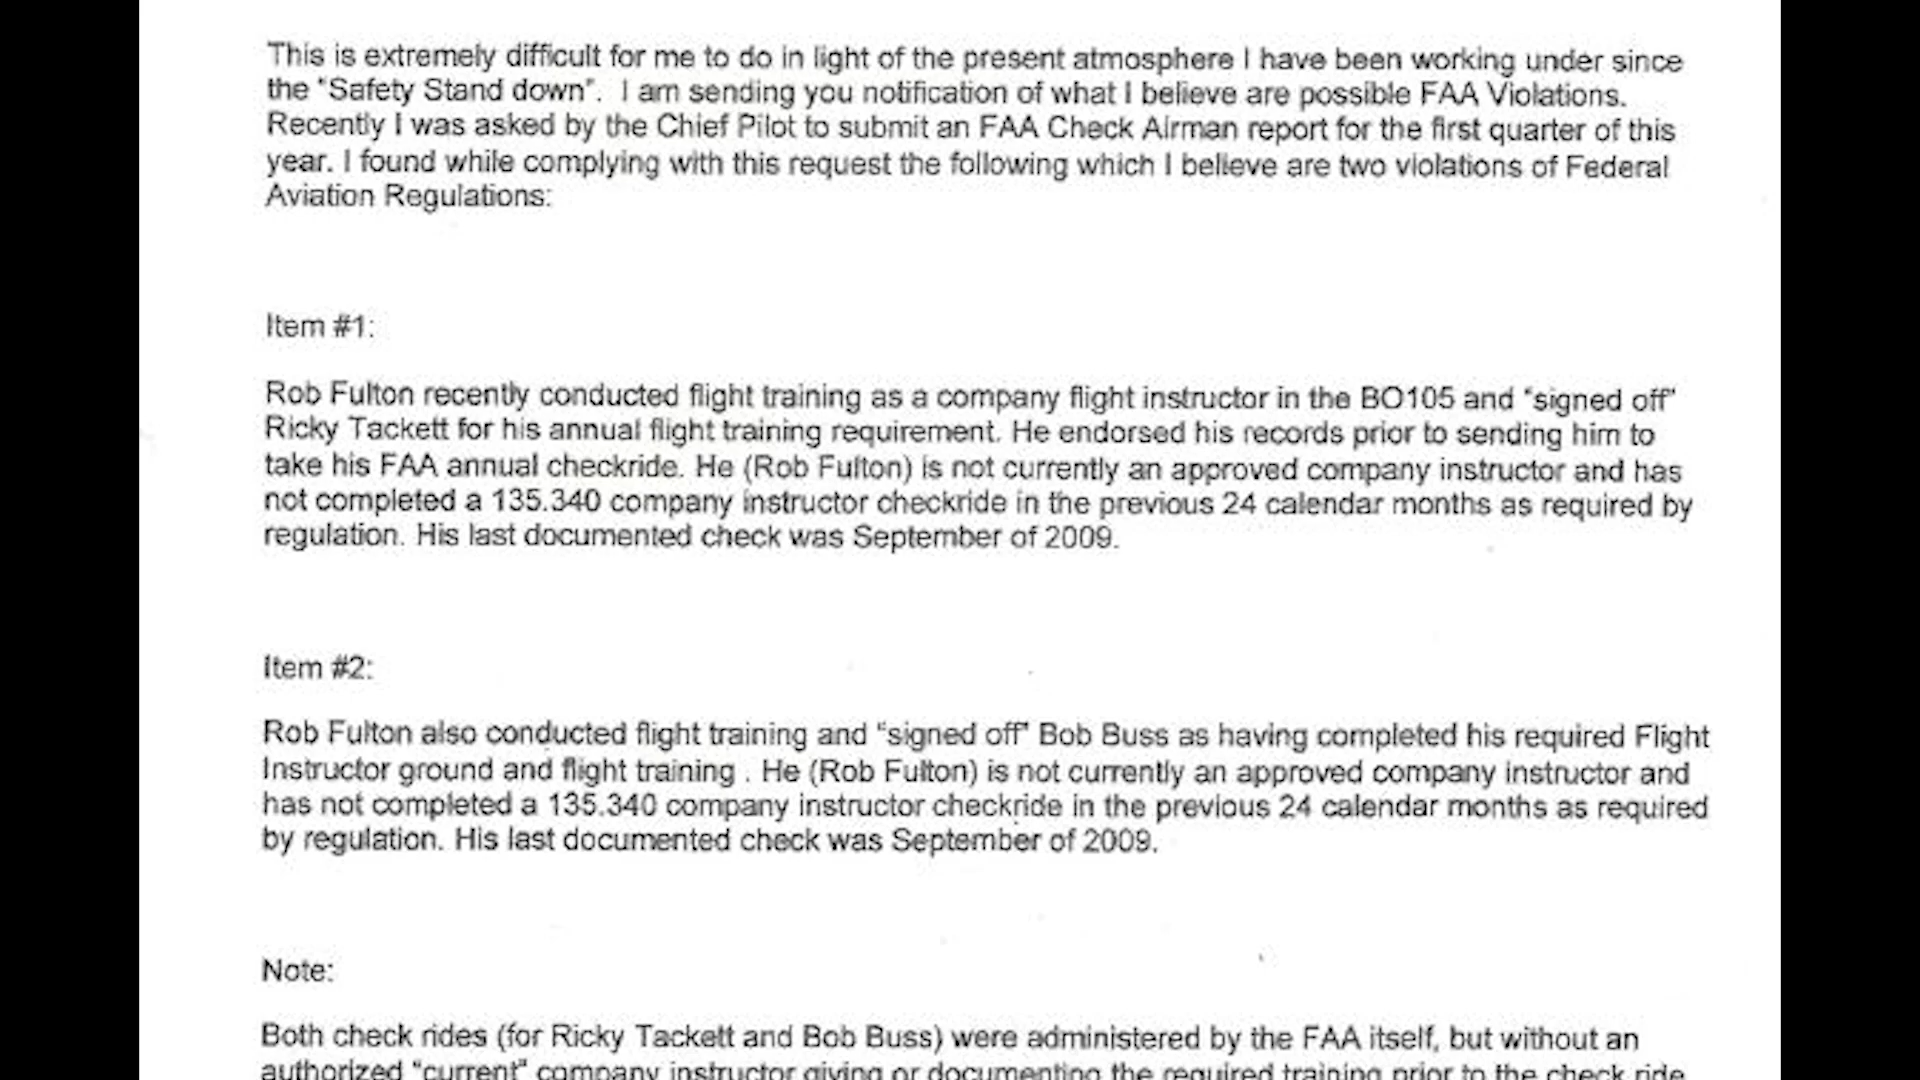 This is extremely difficult for me to do in light of the present atmosphere I have been working under since
the "Safety Stand down".  I am sending you notification of what I believe are possible FAA Violations.
Recently I was asked by the Chief Pilot to submit an FAA Check Airman report for the first quarter of this
year. I found while complying with this request the following which I believe are two violations of Federal
Aviation Regulations:
Item #1:
Rob Fulton recently conducted flight training as a company flight instructor in the BO105 and "signed off"
Ricky Tackett for his annual flight training requirement. He endorsed his records prior to sending him to
take his FAA annual checkride. He (Rob Fulton) is not currently an approved company instructor and has
not completed a 135.340 company instructor checkride in the previous 24 calendar months as required by
regulation. His last documented check was September of 2009.
Item #2:
Rob Fulton also conducted flight training and "signed off" Bob Buss as having completed his required Flight
Instructor ground and flight training . He (Rob Fulton) is not currently an approved company instructor and
has not completed a 135.340 company instructor checkride in the previous 24 calendar months as required
by regulation. His last documented check was September of 2009.
Note:
Both check rides (for Ricky Tackett and Bob Buss) were administered by the FAA itself, but without an
authorized "current" company instructor giving or documenting the required training prior to the check ride